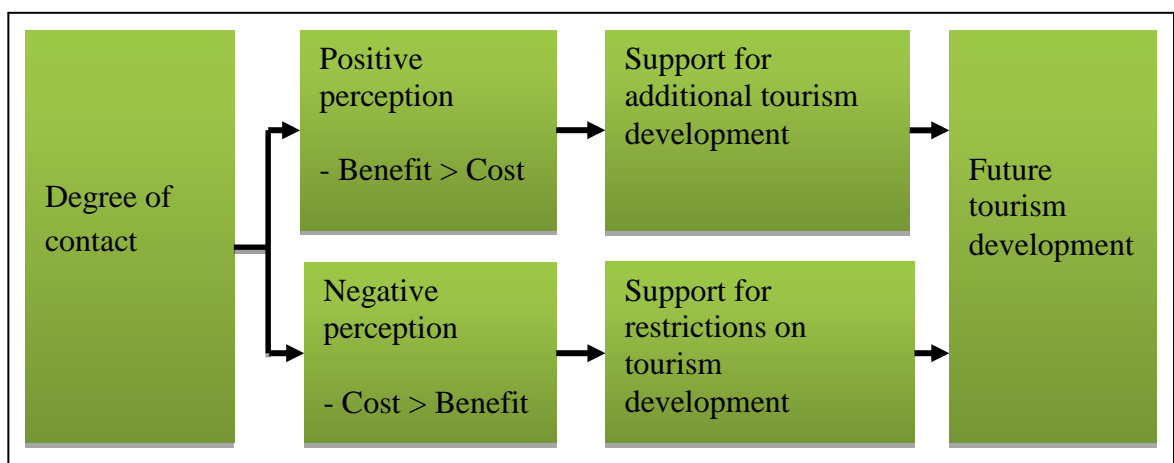 Degree of
contact
Positive
perception
- Benefit > Cost
Support for
additional tourism
development
Negative
perception
- Cost > Benefit
Support for
restrictions on
tourism
development
Future
tourism
development